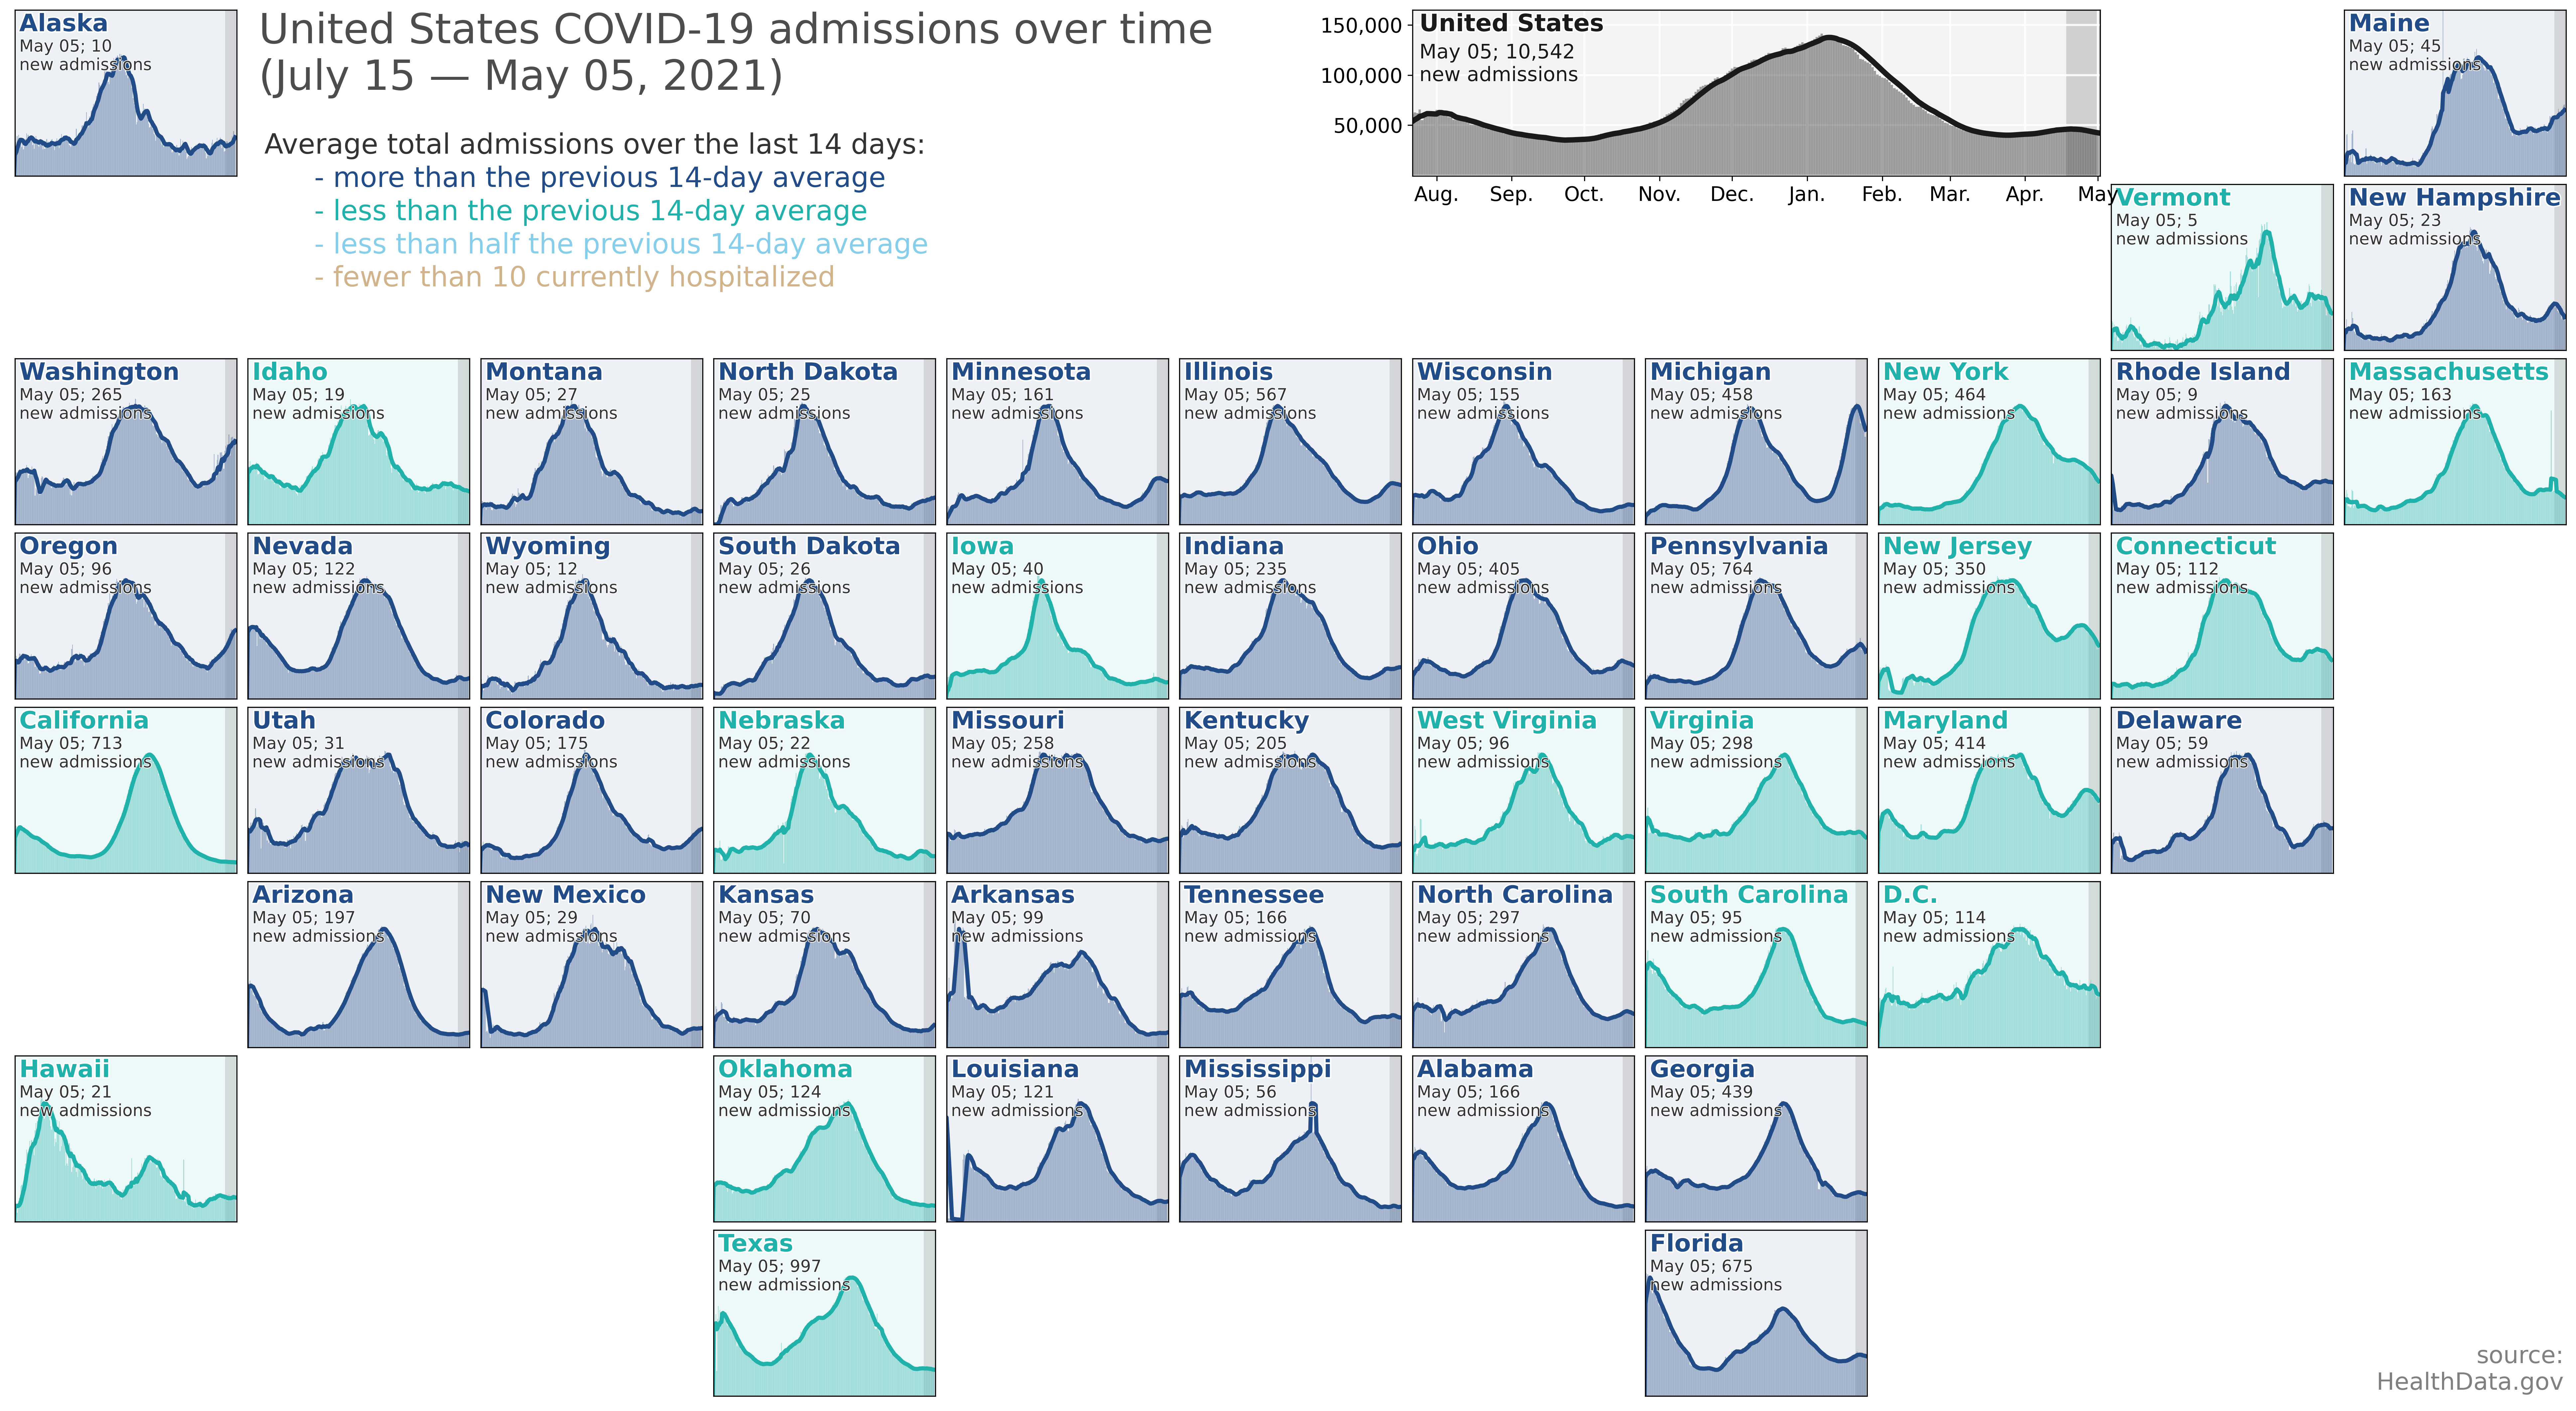 Alaska
May 05; 10
new admissions
United States COVID-19 admissions over time
(July 15 — May 05, 2021)
Average total admissions over the last 14 days:
- more than the previous 14-day average
- less than the previous 14-day average
- less than half the previous 14-day average
- fewer than 10 currently hospitalized
150,000
100,000
50,000
United States
May 05; 10,542
new admissions
Aug. Sep. Oct. Nov. Dec. Jan. Feb. Mar. Apr. May
Maine
May 05; 45
new admissions
Vermont
May 05; 5
new admissions
New Hampshire
May 05; 23
new admissions
Washington
May 05; 265
new admissions
Idaho
May 05; 19
new admissions
Montana
May 05; 27
new admissions
North Dakota
May 05; 25
new admissions
Minnesota
May 05; 161
new admissions
Illinois
May 05; 567
new admissions
Wisconsin
May 05; 155
new admissions
Michigan
May 05; 458
new admissions
New York
May 05; 464
new admissions
Rhode Island
May 05; 9
new admissions
Massachusetts
May 05; 163
new admissions
Oregon
May 05; 96
new admissions
Nevada
May 05; 122
new admissions
Wyoming
May 05; 12
new admissions
South Dakota
May 05; 26
new admissions
Iowa
May 05; 40
new admissions
Indiana
May 05; 235
new admissions
Ohio
May 05; 405
new admissions
Pennsylvania
May 05; 764
new admissions
New Jersey
May 05; 350
new admissions
Connecticut
May 05; 112
new admissions
California
May 05; 713
new admissions
Utah
May 05; 31
new admissions
Colorado
May 05; 175
new admissions
Nebraska
May 05; 22
new admissions
Missouri
May 05; 258
new admissions
Kentucky
May 05; 205
new admissions
West Virginia
May 05; 96
new admissions
Virginia
May 05; 298
new admissions
Maryland
May 05; 414
new admissions
Delaware
May 05; 59
new admissions
Arizona
May 05; 197
new admissions
New Mexico
May 05; 29
new admissions
Kansas
May 05; 70
new admissions
Arkansas
May 05; 99
new admissions
Tennessee
May 05; 166
new admissions
North Carolina
May 05; 297
new admissions
South Carolina
May 05; 95
new admissions
D.C.
May 05; 114
new admissions
Hawaii
May 05; 21
new admissions
Oklahoma
May 05; 124
new admissions
Louisiana
May 05; 121
new admissions
Mississippi
May 05; 56
new admissions
Alabama
May 05; 166
new admissions
Georgia
May 05; 439
new admissions
Texas
May 05; 997
new admissions
Florida
May 05; 675
new admissions
source:
HealthData.gov